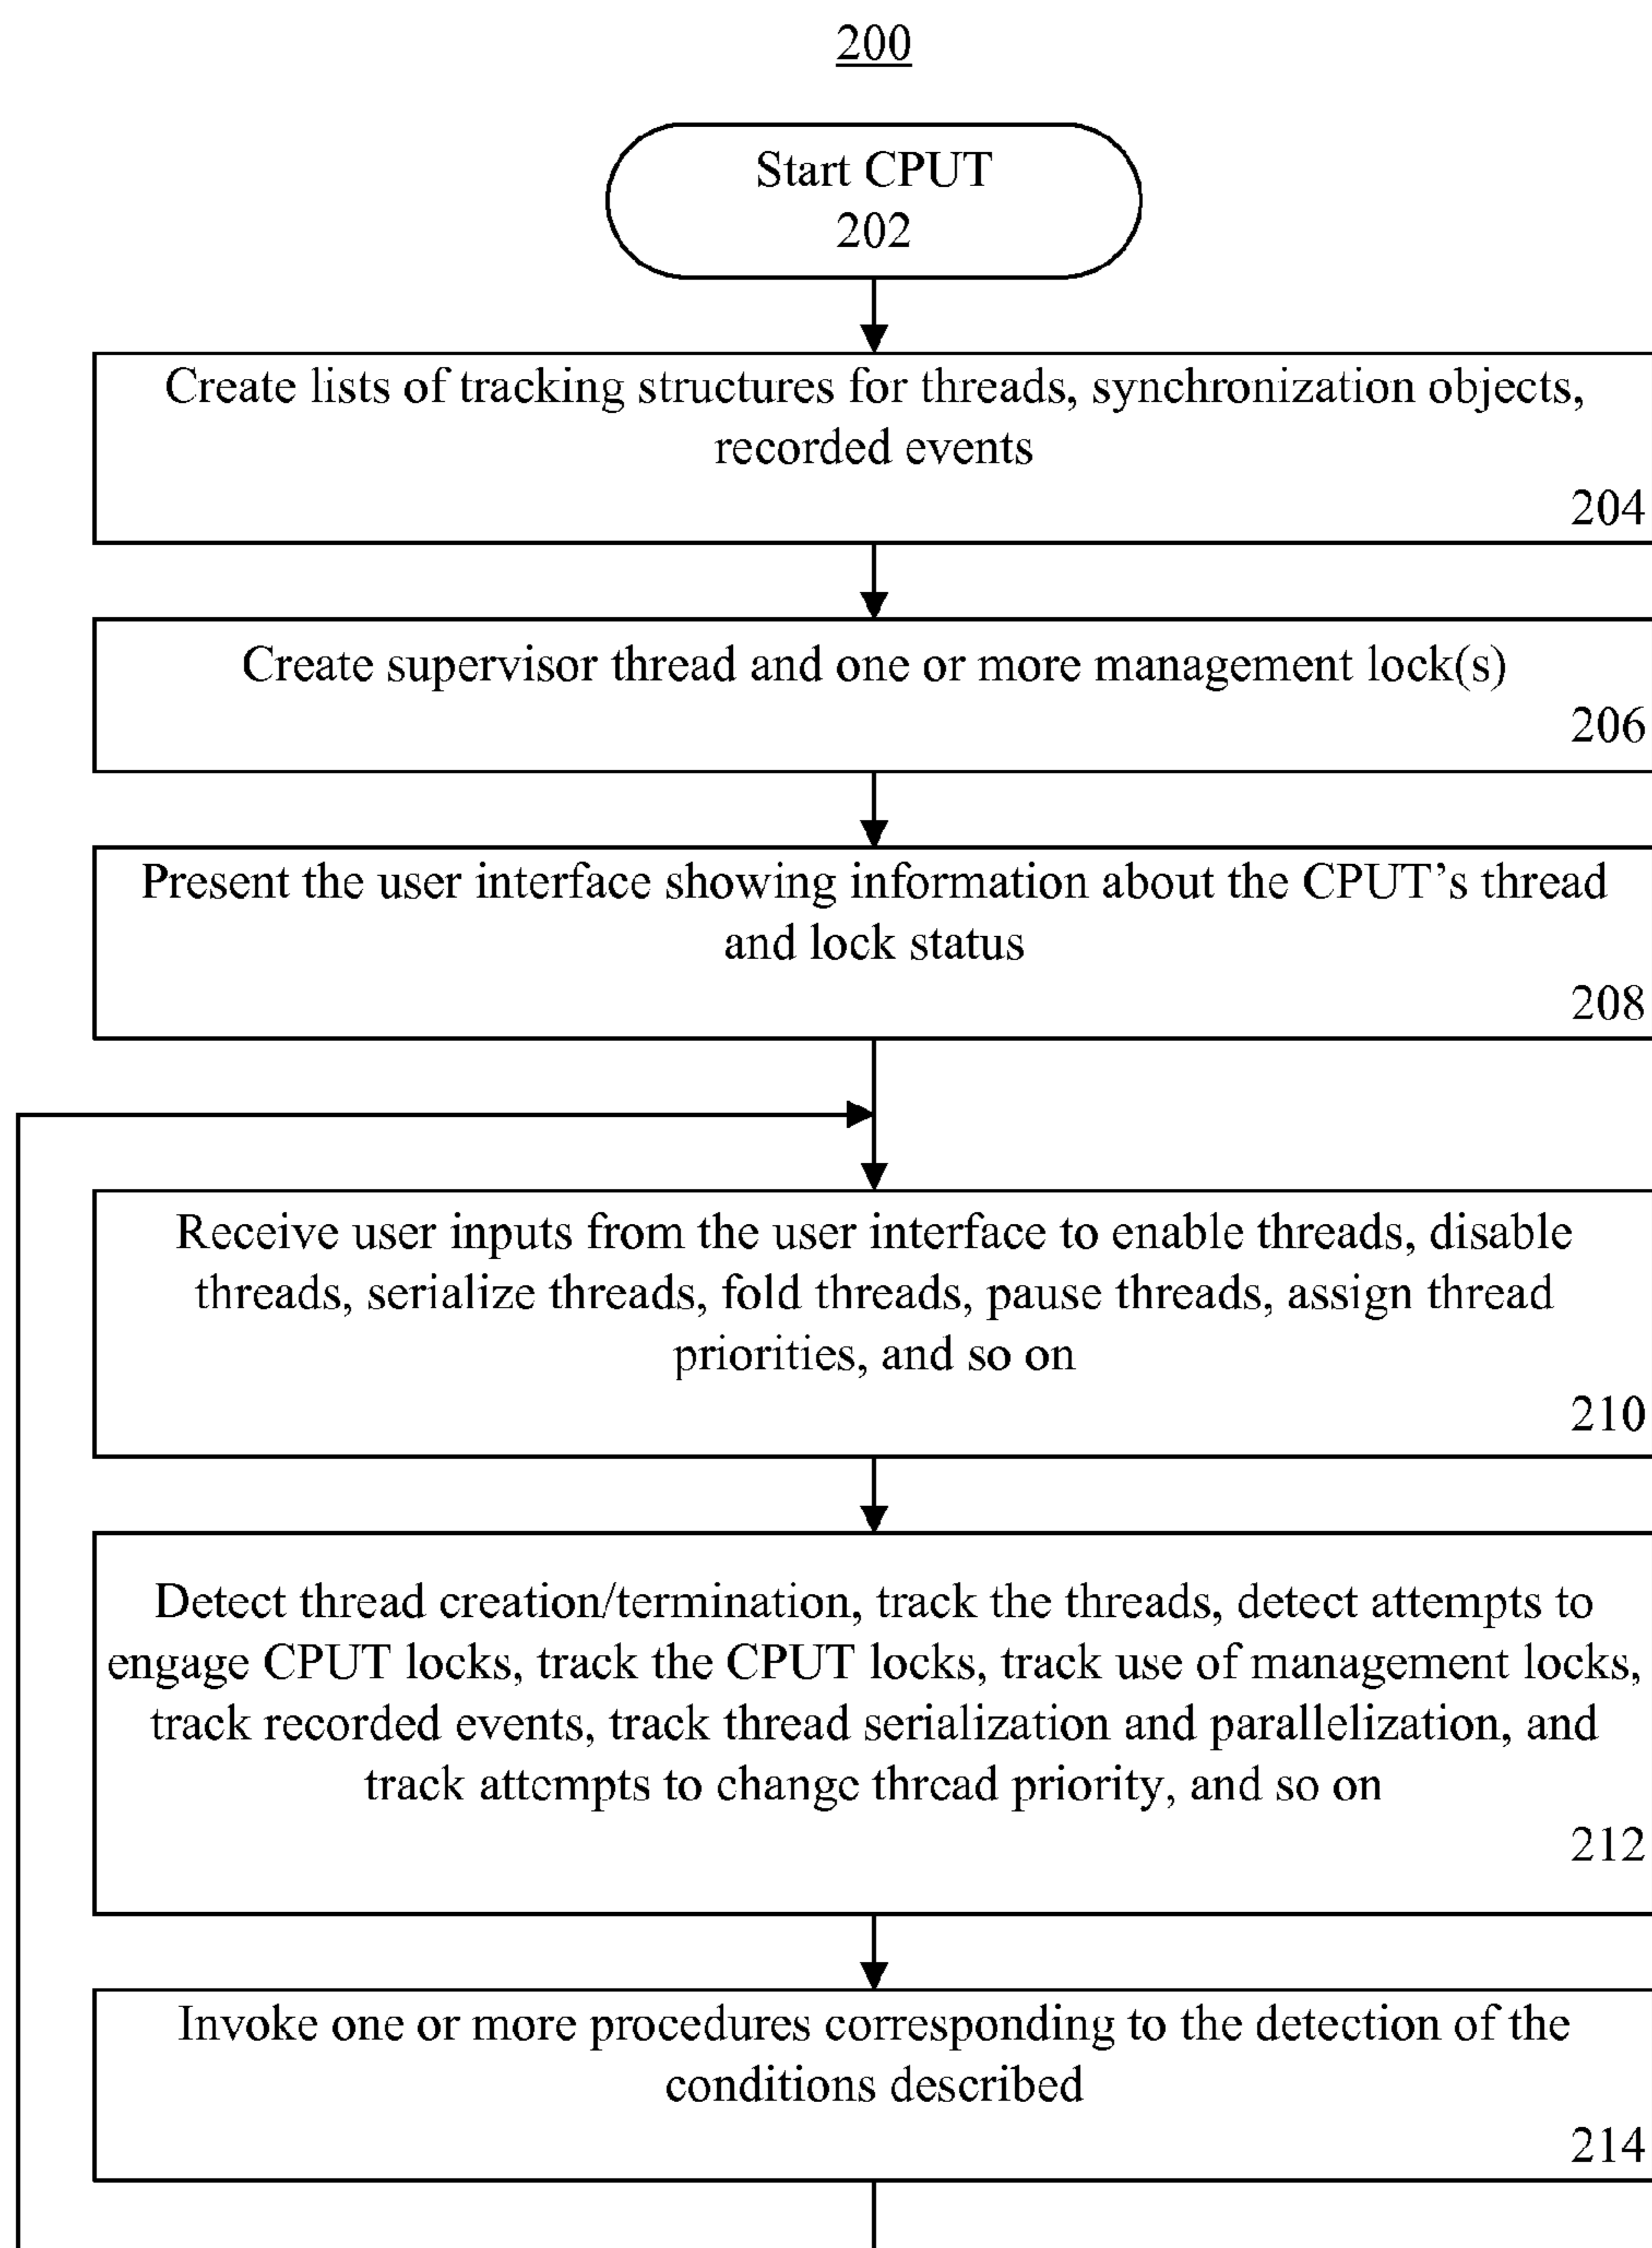 200
Start CPUT
202
Create lists of tracking structures for threads, synchronization objects,
recorded events
204
Create supervisor thread and one or more management lock(s)
206
Present the user interface showing information about the CPUT's thread
and lock status
208
Receive user inputs from the user interface to enable threads, disable
threads, serialize threads, fold threads, pause threads, assign thread
priorities, and so on
210
Detect thread creation/termination, track the threads, detect attempts to
engage CPUT locks, track the CPUT locks, track use of management locks,
track recorded events, track thread serialization and parallelization, and
track attempts to change thread priority, and so on
212
Invoke one or more procedures corresponding to the detection of the
conditions described
214